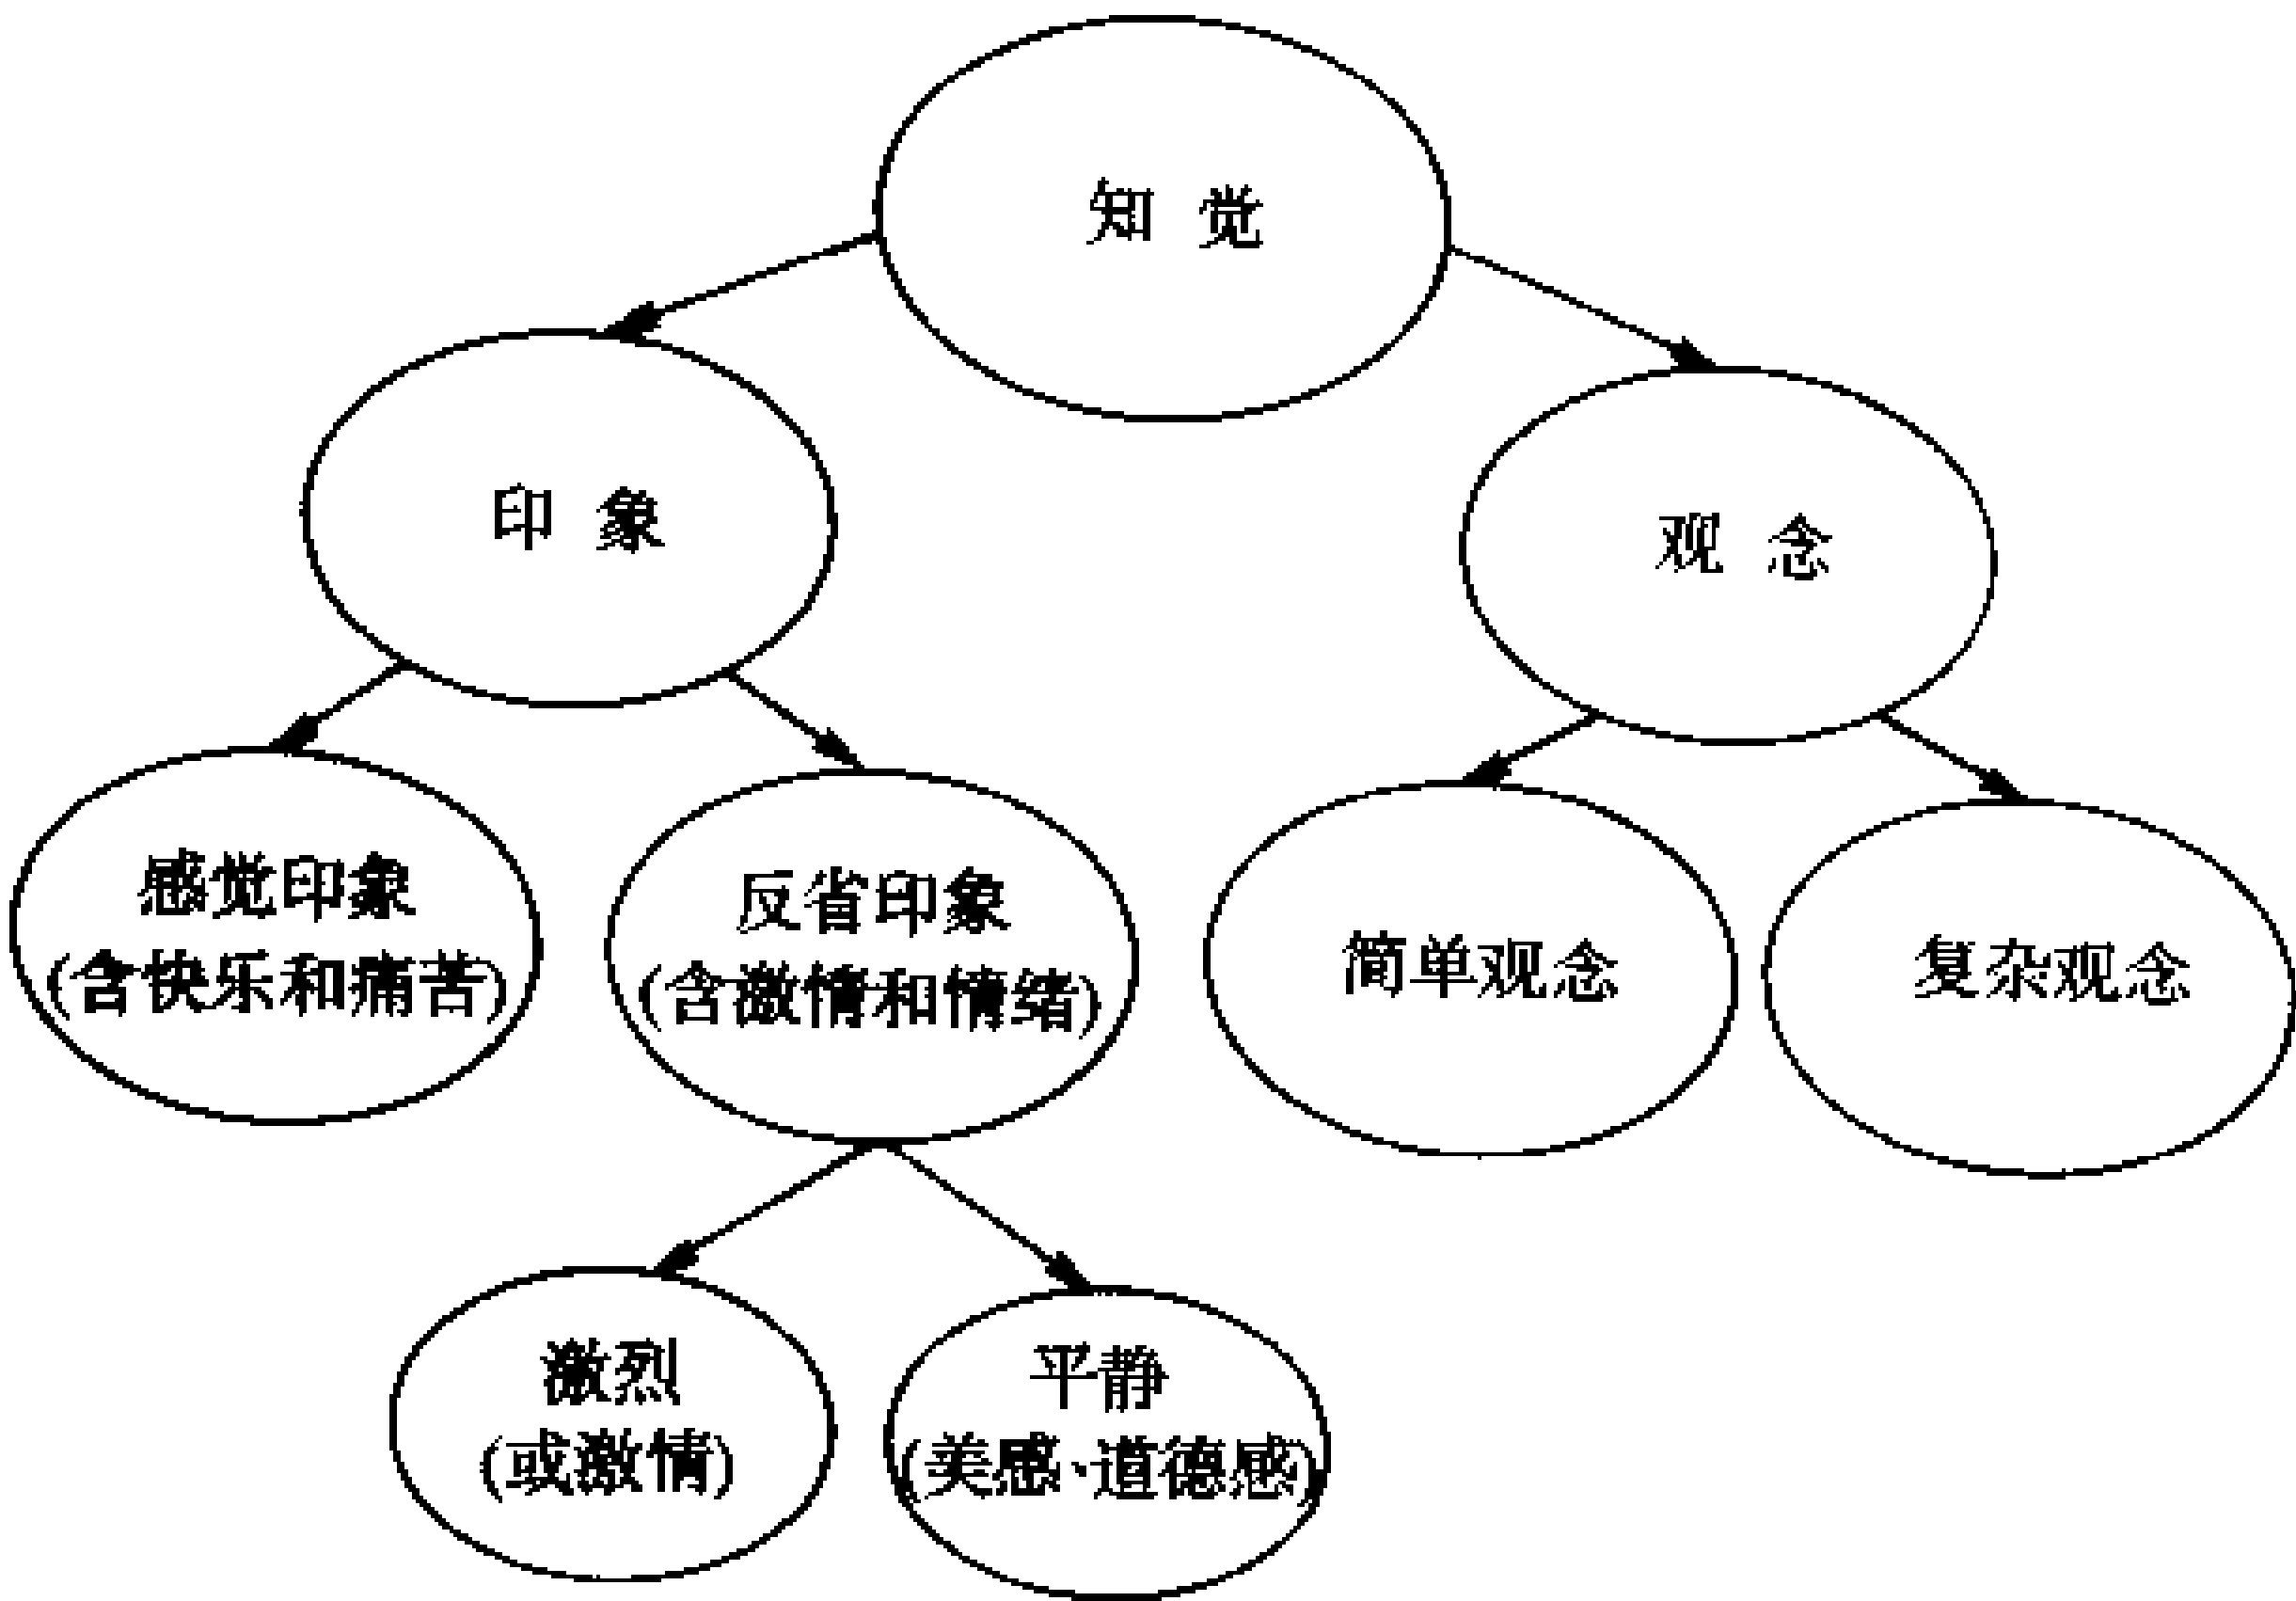 知 觉
印 象
观 念
感觉印象
(含快乐和痛苦)
反省印象
(含激情和情绪)
简单观念
复杂观念
激烈
(或激情)
平静
(美感、道德感)